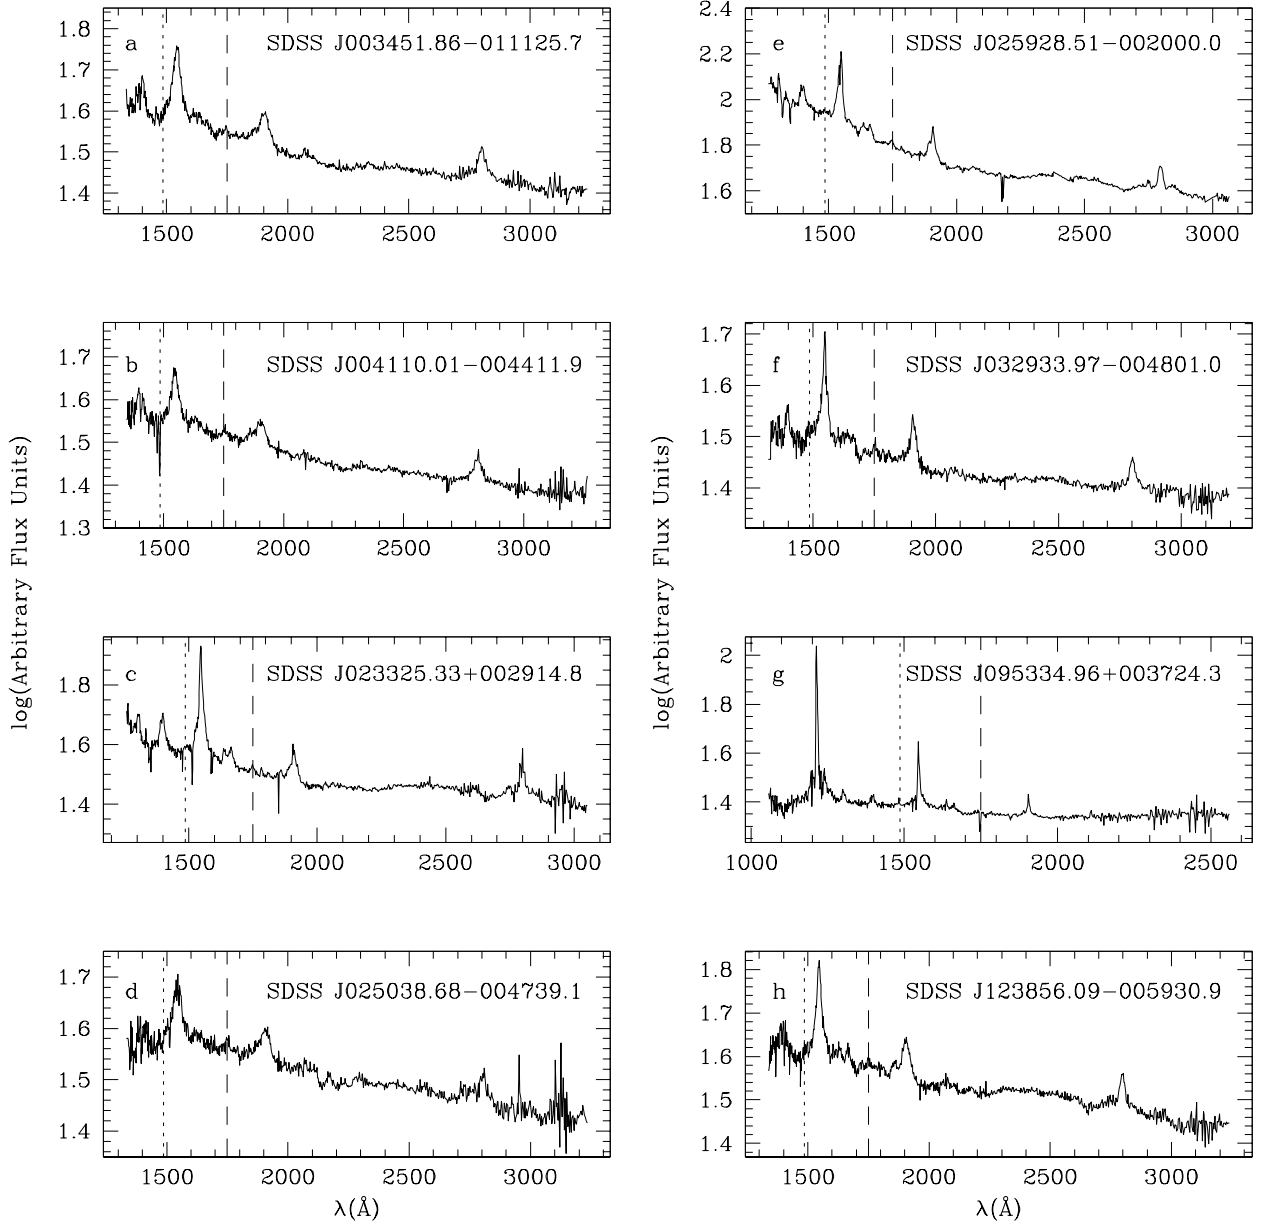 a SDSS J003451.86−011125.7
1.8
1.7
1.6
1.5
1.4
1500 2000 2500 3000
e SDSS J025928.51−002000.0
2.4
2.2
2
1.8
1.6
1500 2000 2500 3000
b SDSS J004110.01−004411.9
1.7
1.6
1.5
1.4
1.3
1500 2000 2500 3000
f SDSS J032933.97−004801.0
1.7
1.6
1.5
1.4
1500 2000 2500 3000
log(Arbitrary Flux Units)
log(Arbitrary Flux Units)
c SDSS J023325.33+002914.8
1.8
1.6
1.4
1500 2000 2500 3000
g SDSS J095334.96+003724.3
2
1.8
1.6
1.4
1000 1500 2000 2500
d SDSS J025038.68−004739.1
1.7
1.6
1.5
1.4
1500 2000 2500 3000
λ(Å)
h SDSS J123856.09−005930.9
1.8
1.7
1.6
1.5
1.4
1500 2000 2500 3000
λ(Å)